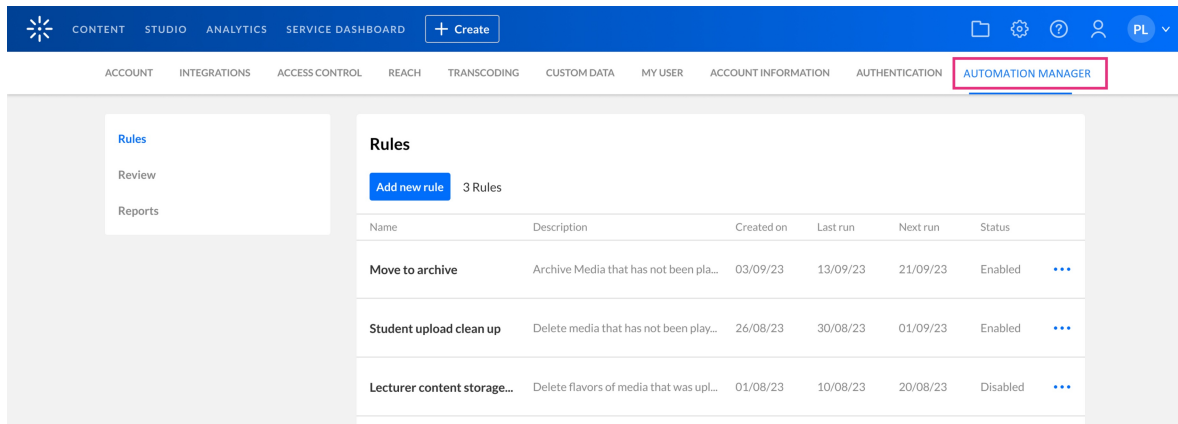 CONTENT STUDIO ANALYTICS SERVICE DASHBOARD + Create PL
ACCOUNT INTEGRATIONS ACCESS CONTROL REACH TRANSCODING CUSTOM DATA MY USER ACCOUNT INFORMATION AUTHENTICATION AUTOMATION MANAGER
Rules
Review
Reports
Rules
Add new rule 3 Rules
Name Description Created on Last run Next run Status
Move to archive Archive Media that has not been pla... 03/09/23 13/09/23 21/09/23 Enabled
Student upload clean up Delete media that has not been play... 26/08/23 30/08/23 01/09/23 Enabled
Lecturer content storage... Delete flavors of media that was upl... 01/08/23 10/08/23 20/08/23 Disabled